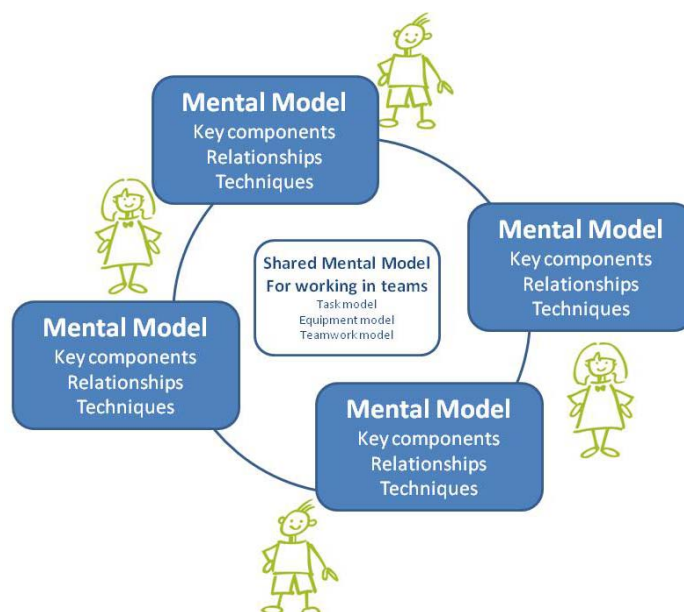 Mental Model
Key components
Relationships
Techniques
Mental Model
Key components
Relationships
Techniques
Shared Mental Model
For working in teams
Task model
Equipment model
Teamwork model
Mental Model
Key components
Relationships
Techniques
Mental Model
Key components
Relationships
Techniques